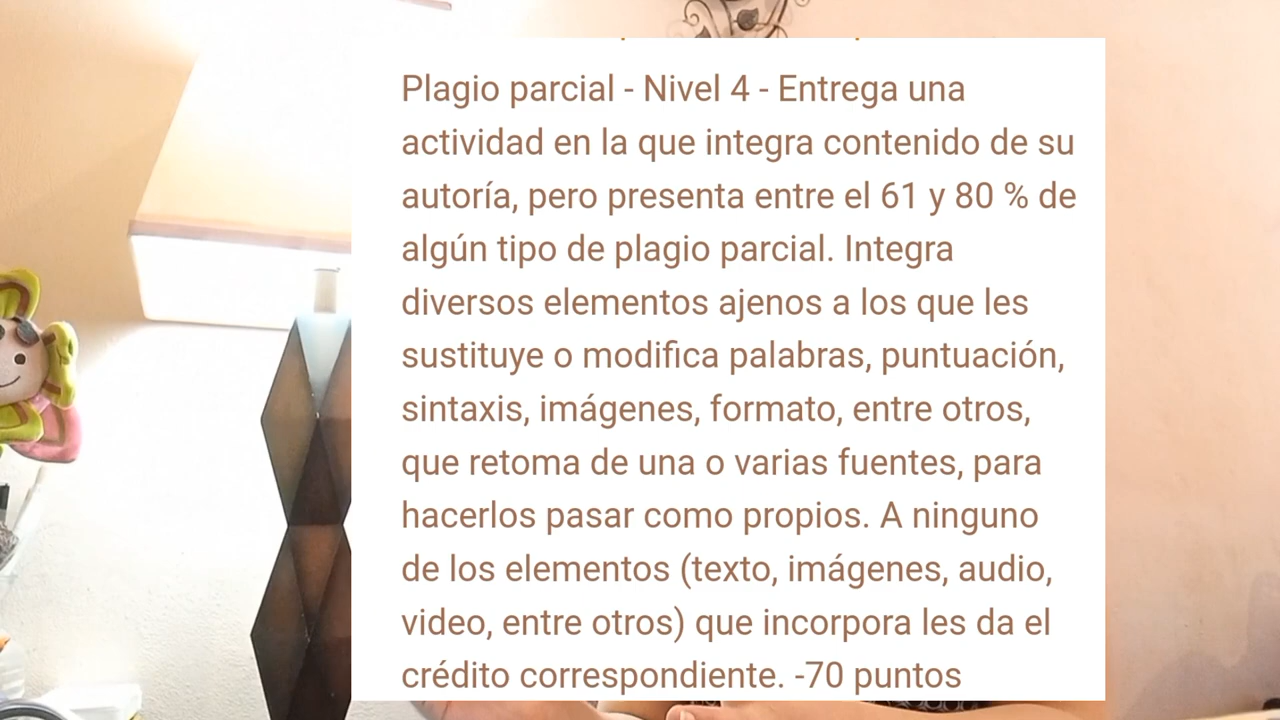 Plagio parcial - Nivel 4 - Entrega una
actividad en la que integra contenido de su
autoría, pero presenta entre el 61 y 80 % de
algún tipo de plagio parcial. Integra
diversos elementos ajenos a los que les
sustituye o modifica palabras, puntuación,
sintaxis, imágenes, formato, entre otros,
que retoma de una o varias fuentes, para
hacerlos pasar como propios. A ninguno
de los elementos (texto, imágenes, audio,
video, entre otros) que incorpora les da el
crédito correspondiente. -70 puntos